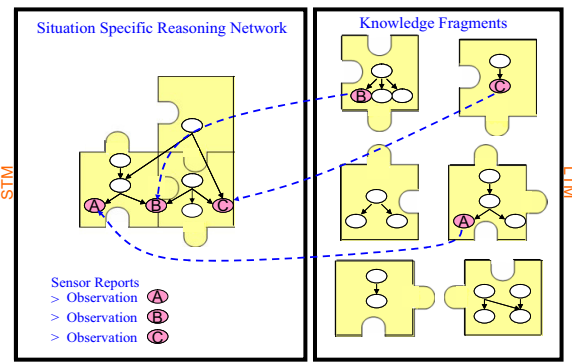 Situation Specific Reasoning Network
Knowledge Fragments
STM
A
B
C
Sensor Reports
> Observation A
> Observation B
> Observation C
B
C
A
LTM